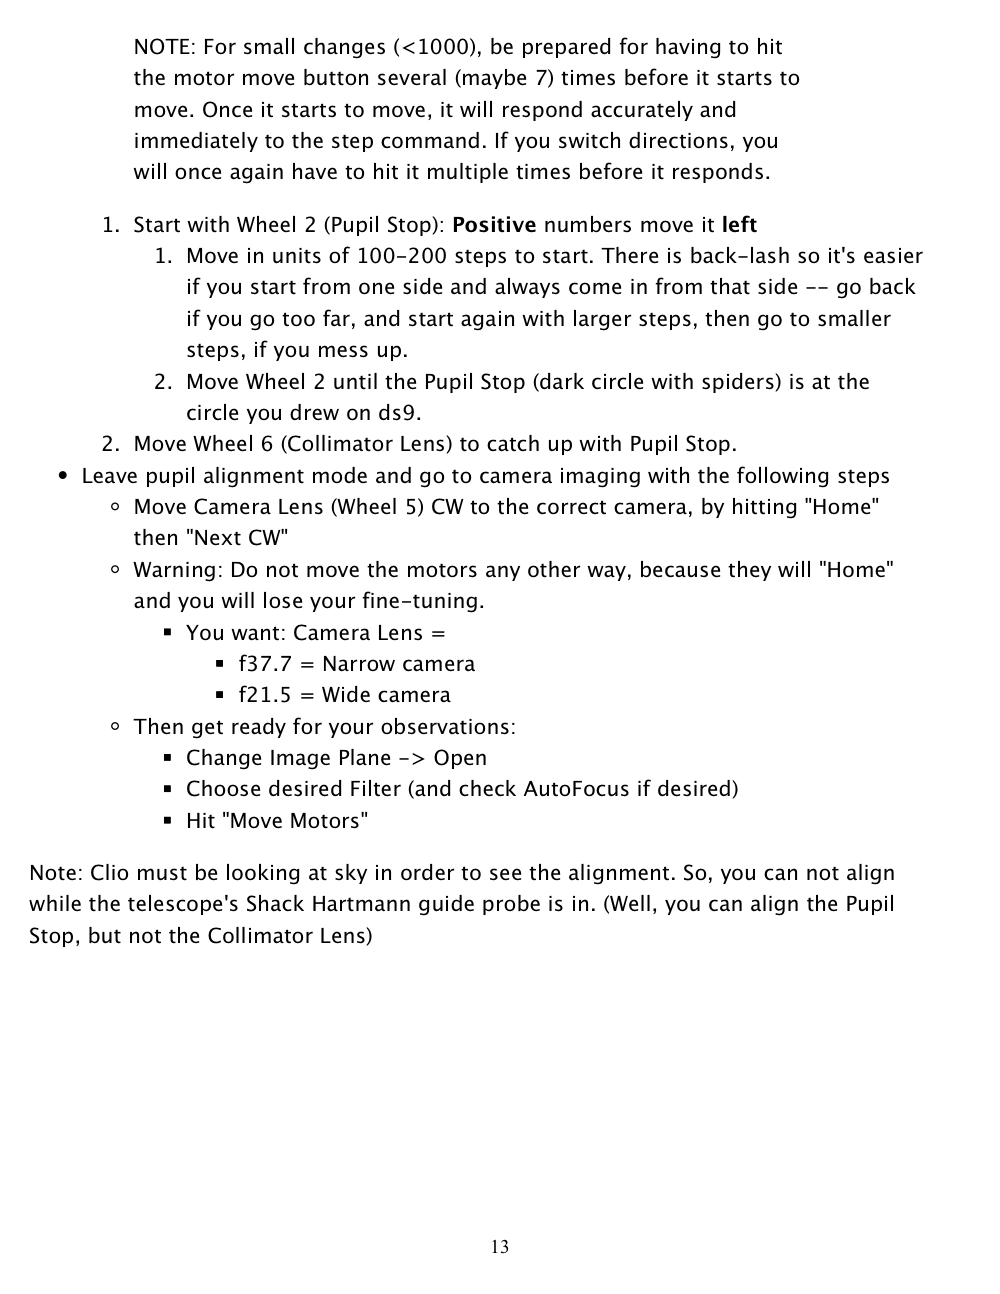 NOTE: For small changes (<1000), be prepared for having to hit
the motor move button several (maybe 7) times before it starts to
move. Once it starts to move, it will respond accurately and
immediately to the step command. If you switch directions, you
will once again have to hit it multiple times before it responds.
1. Start with Wheel 2 (Pupil Stop): Positive numbers move it left
1. Move in units of 100-200 steps to start. There is back-lash so it's easier
if you start from one side and always come in from that side -- go back
if you go too far, and start again with larger steps, then go to smaller
steps, if you mess up.
2. Move Wheel 2 until the Pupil Stop (dark circle with spiders) is at the
circle you drew on ds9.
2. Move Wheel 6 (Collimator Lens) to catch up with Pupil Stop.
• Leave pupil alignment mode and go to camera imaging with the following steps
◦ Move Camera Lens (Wheel 5) CW to the correct camera, by hitting "Home"
then "Next CW"
◦ Warning: Do not move the motors any other way, because they will "Home"
and you will lose your fine-tuning.
▪ You want: Camera Lens =
▪ f37.7 = Narrow camera
▪ f21.5 = Wide camera
◦ Then get ready for your observations:
▪ Change Image Plane -> Open
▪ Choose desired Filter (and check AutoFocus if desired)
▪ Hit "Move Motors"
Note: Clio must be looking at sky in order to see the alignment. So, you can not align
while the telescope's Shack Hartmann guide probe is in. (Well, you can align the Pupil
Stop, but not the Collimator Lens)
13